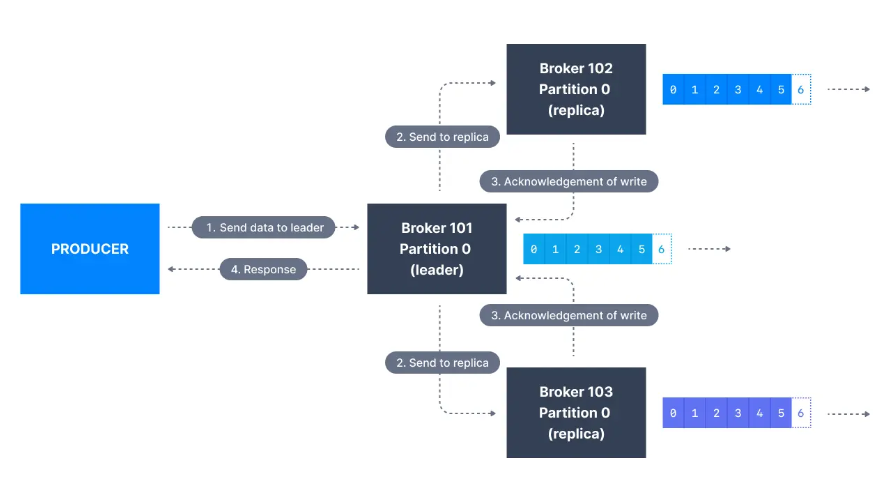 Broker 102
Partition 0
(replica)
0 1 2 3 4 5 6
2. Send to replica
3. Acknowledgement of write
PRODUCER
1. Send data to leader
4. Response
Broker 101
Partition 0
(leader)
0 1 2 3 4 5 6
3. Acknowledgement of write
2. Send to replica
Broker 103
Partition 0
(replica)
0 1 2 3 4 5 6